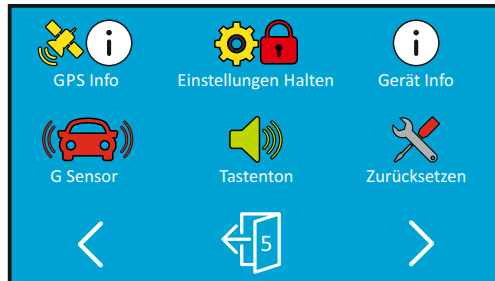 GPS Info
Einstellungen Halten
Gerät Info
G Sensor
Tastenton
Zurücksetzen
5